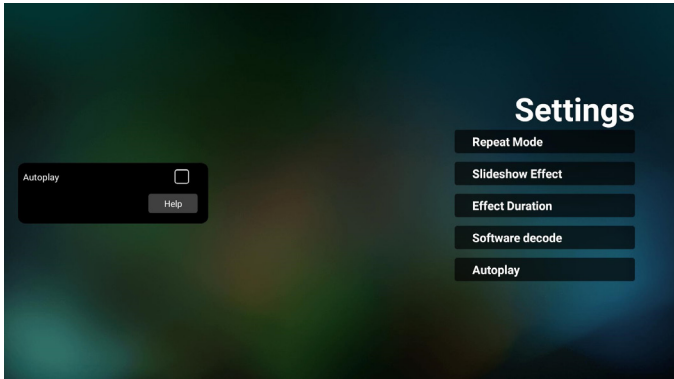 Settings
Repeat Mode
Slideshow Effect
Effect Duration
Software decode
Autoplay
Autoplay
Help